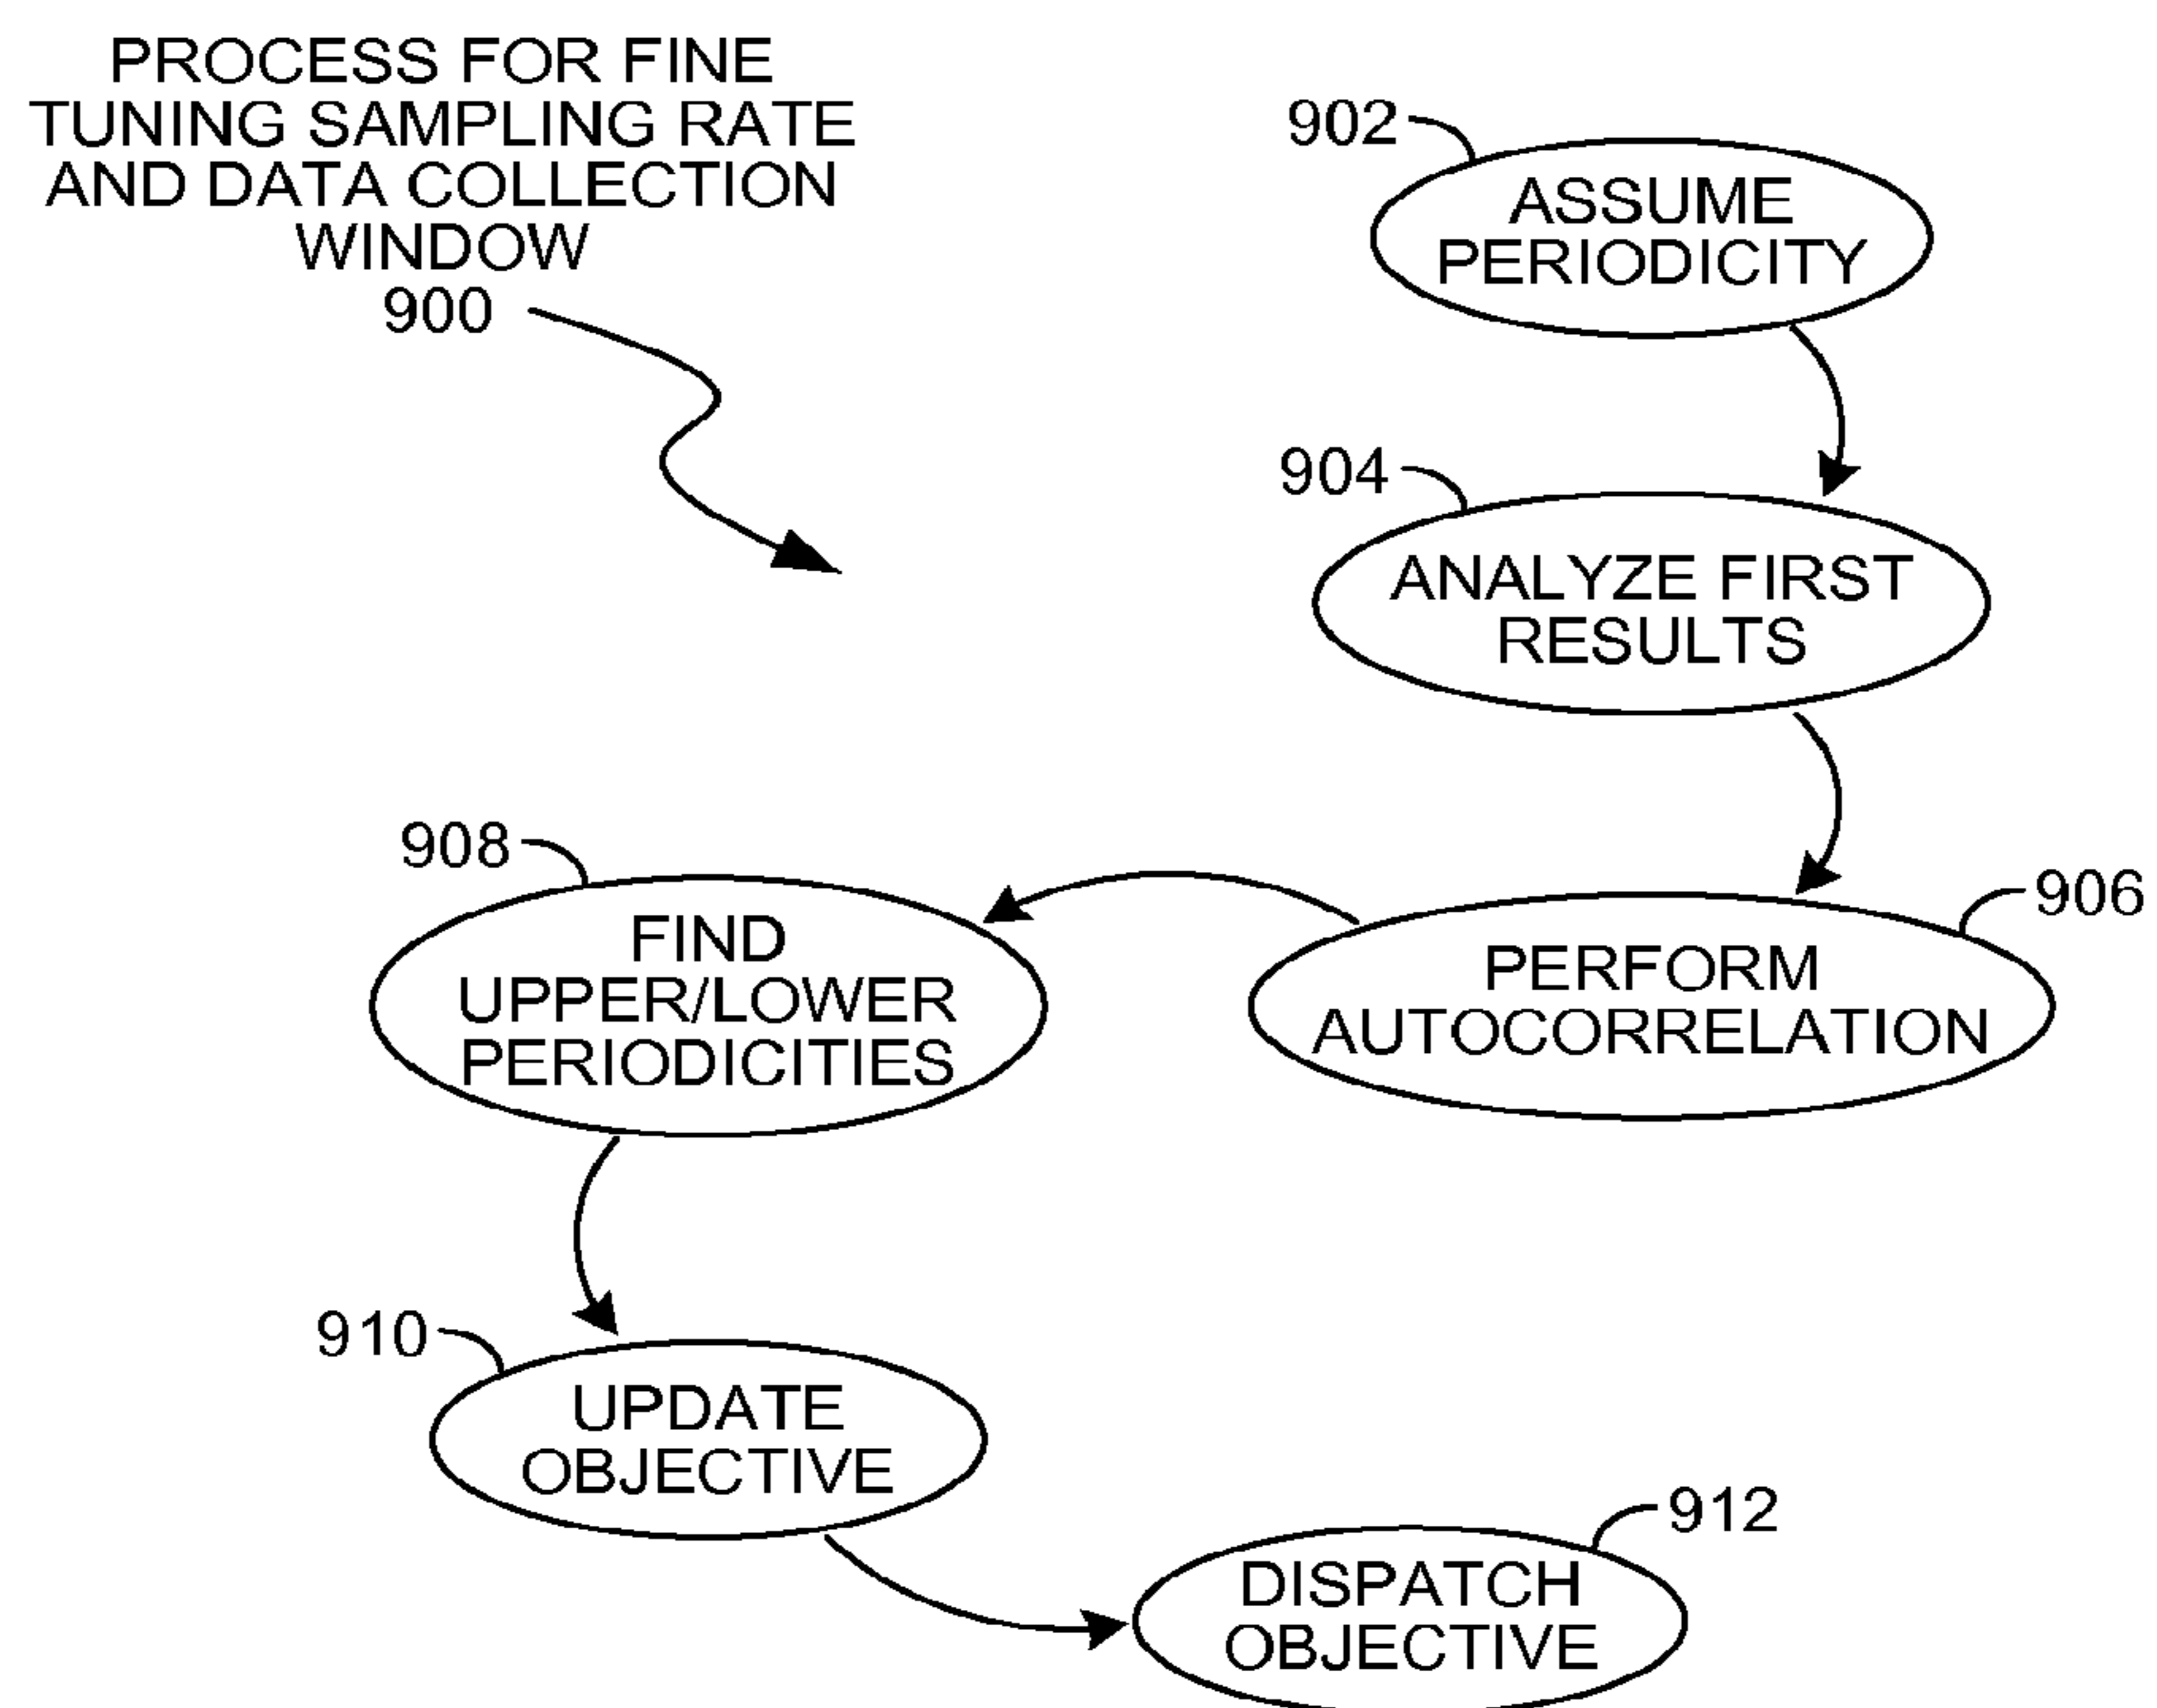 PROCESS FOR FINE
TUNING SAMPLING RATE
AND DATA COLLECTION
WINDOW
900
902
ASSUME
PERIODICITY
904
ANALYZE FIRST
RESULTS
906
PERFORM
AUTOCORRELATION
908
FIND
UPPER/LOWER
PERIODICITIES
910
UPDATE
OBJECTIVE
912
DISPATCH
OBJECTIVE